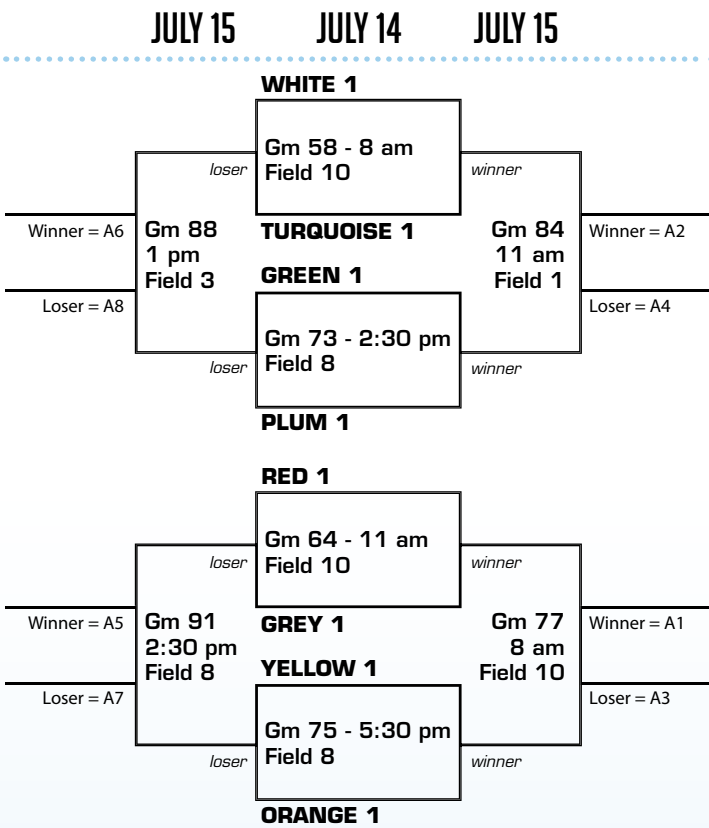 JULY 15 JULY 14 JULY 15
WHITE 1
Gm 58 - 8 am
Field 10
loser
winner
TURQUOISE 1
Winner = A6
Gm 88
1 pm
Field 3
Loser = A8
Gm 84
11 am
Field 1
Winner = A2
Loser = A4
GREEN 1
Gm 73 - 2:30 pm
Field 8
loser
winner
PLUM 1
RED 1
Gm 64 - 11 am
Field 10
loser
winner
GREY 1
Winner = A5
Gm 91
2:30 pm
Field 8
Loser = A7
Gm 77
8 am
Field 10
Winner = A1
Loser = A3
YELLOW 1
Gm 75 - 5:30 pm
Field 8
loser
winner
ORANGE 1